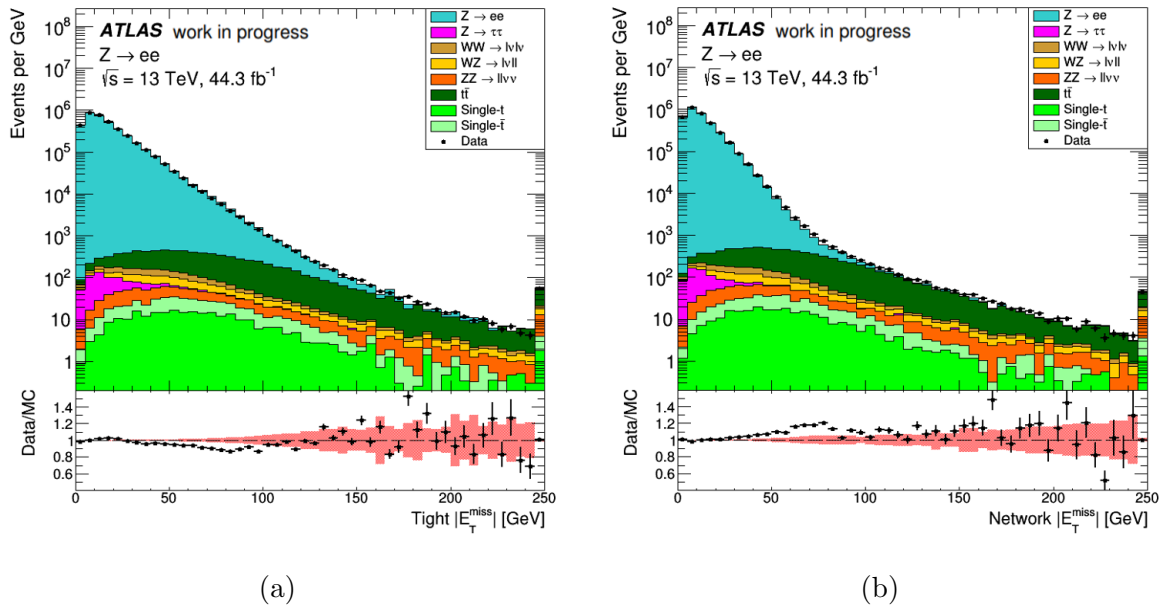 Events per GeV
10⁸
10⁷
10⁶
10⁵
10⁴
10³
10²
10
1
ATLAS work in progress
Z → ee
√s = 13 TeV, 44.3 fb⁻¹
Z → ee
Z → ττ
WW → lνlν
WZ → lνll
ZZ → llνν
tt̄
Single-t
Single-t̄
Data
Data/MC
1.4
1.2
1
0.8
0.6
0 50 100 150 200 250
Tight |E_T^miss| [GeV]
(a)
Events per GeV
10⁸
10⁷
10⁶
10⁵
10⁴
10³
10²
10
1
ATLAS work in progress
Z → ee
√s = 13 TeV, 44.3 fb⁻¹
Z → ee
Z → ττ
WW → lνlν
WZ → lνll
ZZ → llνν
tt̄
Single-t
Single-t̄
Data
Data/MC
1.4
1.2
1
0.8
0.6
0 50 100 150 200 250
Network |E_T^miss| [GeV]
(b)